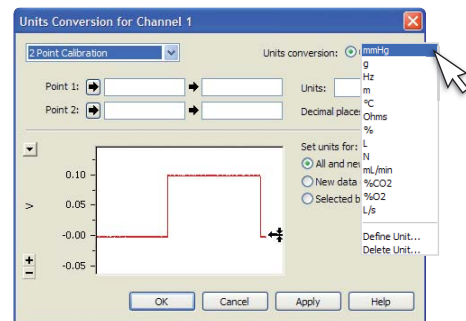 Units Conversion for Channel 1
2 Point Calibration
Units conversion:
Point 1:
Units:
Point 2:
Decimal place
mmHg
g
Hz
m
°C
Ohms
%
L
N
mL/min
%CO2
%O2
L/s
Define Unit...
Delete Unit...
V
0.10
0.05
-0.00
-0.05
Set units for:
All and ne
New data
Selected b
OK
Cancel
Apply
Help